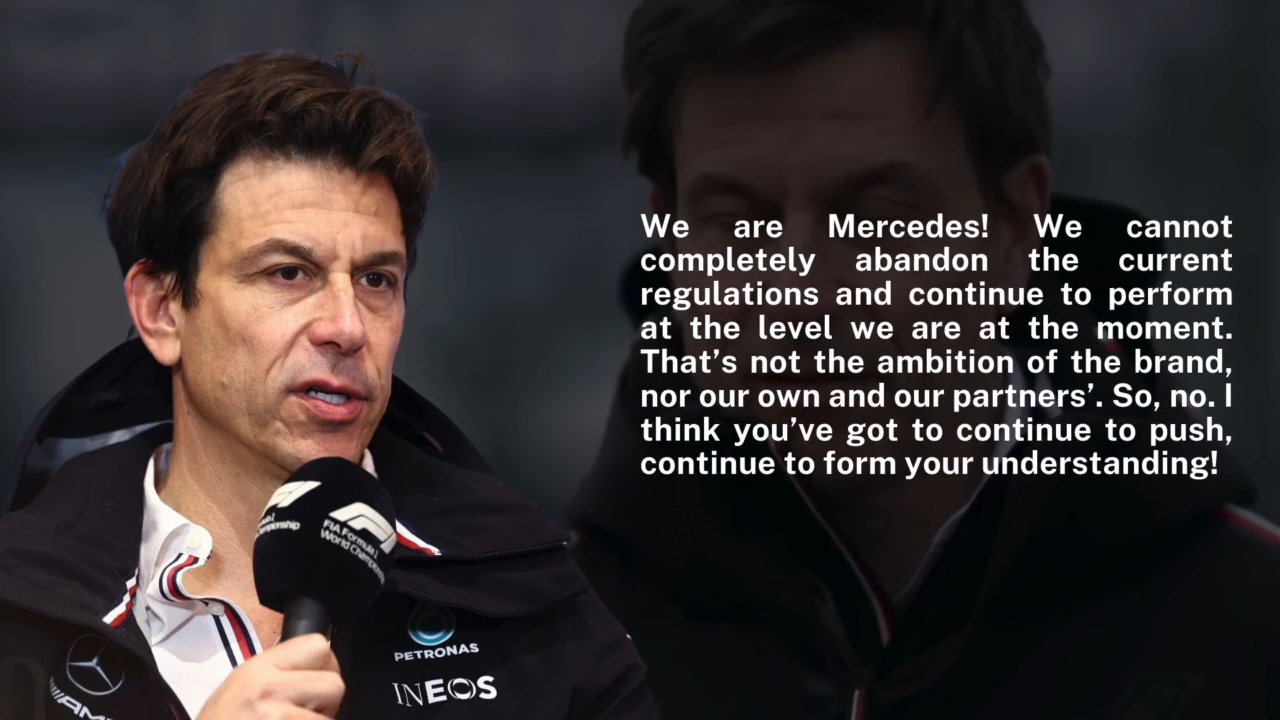 We are Mercedes! We cannot
completely abandon the current
regulations and continue to perform
at the level we are at the moment.
That’s not the ambition of the brand,
nor our own and our partners’. So, no. I
think you’ve got to continue to push,
continue to form your understanding!
FIA Formula 1
World Championship
PETRONAS
INEOS